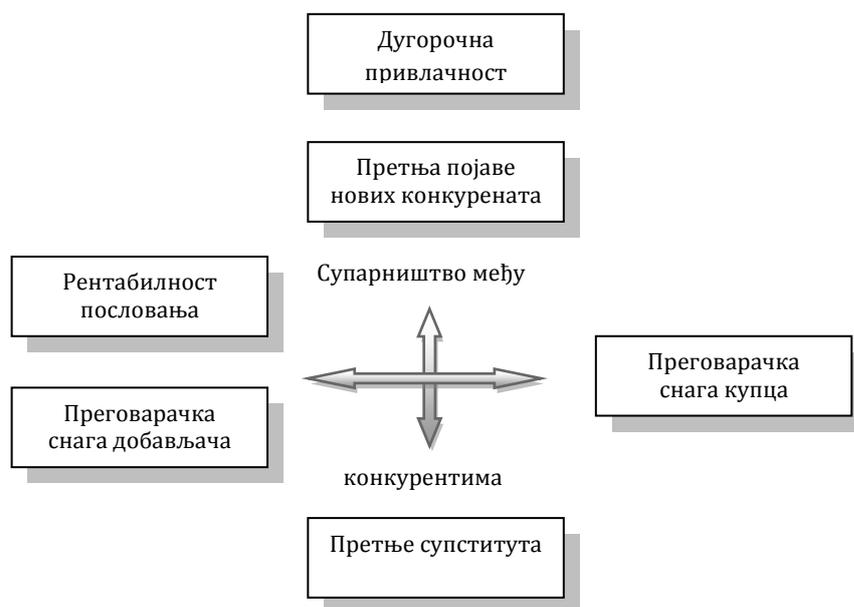 Дугорочна
привлачност
Претња појаве
нових конкурената
Супарништво међу
Рентабилност
пословања
Преговарачка
снага купца
Преговарачка
снага добављача
конкурентима
Претње супститута